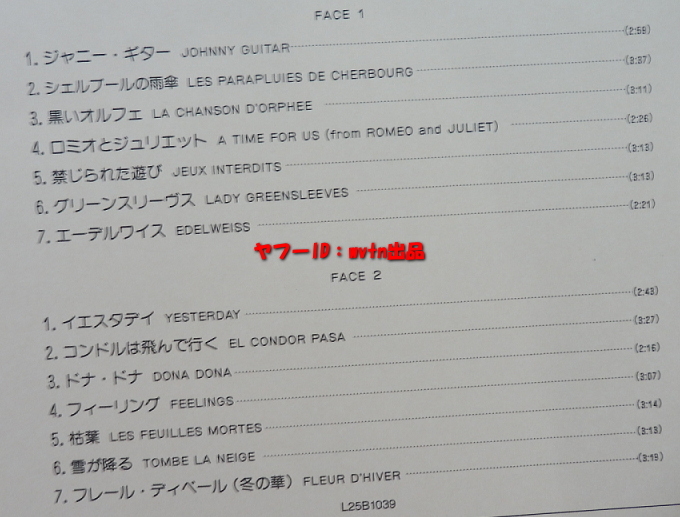 FACE 1
1. ジャニー・ギター JOHNNY GUITAR (2:58)
2. シェルブールの雨傘 LES PARAPLUIES DE CHERBOURG (3:37)
3. 黒いオルフェ LA CHANSON D'ORPHEE (3:11)
4. ロミオとジュリエット A TIME FOR US (from ROMEO and JULIET) (2:26)
5. 禁じられた遊び JEUX INTERDITS (3:13)
6. グリーンスリーヴス LADY GREENSLEEVES (3:13)
7. エーデルワイス EDELWEISS (2:21)
ヤフーID：mvtn出品
FACE 2
1. イエスタデイ YESTERDAY (2:43)
2. コンドルは飛んで行く EL CONDOR PASA (3:27)
3. ドナ・ドナ DONA DONA (2:16)
4. フィーリング FEELINGS (3:07)
5. 枯葉 LES FEUILLES MORTES (3:14)
6. 雪が降る TOMBE LA NEIGE (3:13)
7. フレール・ディベール (冬の華) FLEUR D'HIVER (3:19)
L25B1039